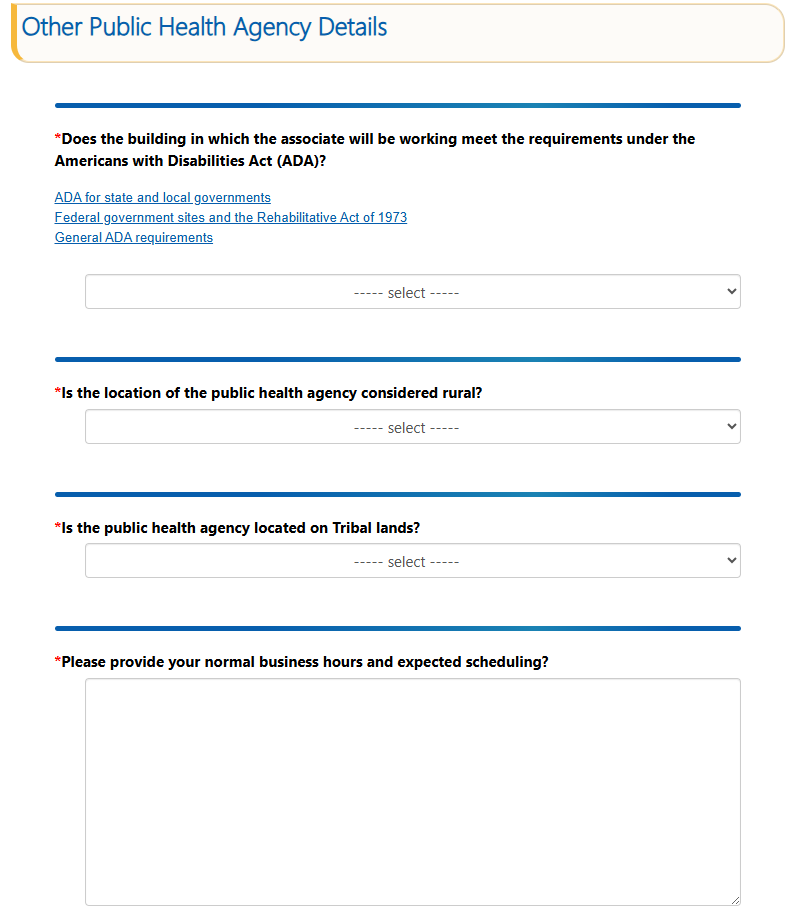 Other Public Health Agency Details
*Does the building in which the associate will be working meet the requirements under the
Americans with Disabilities Act (ADA)?
ADA for state and local governments
Federal government sites and the Rehabilitative Act of 1973
General ADA requirements
----- select -----
*Is the location of the public health agency considered rural?
----- select -----
*Is the public health agency located on Tribal lands?
----- select -----
*Please provide your normal business hours and expected scheduling?